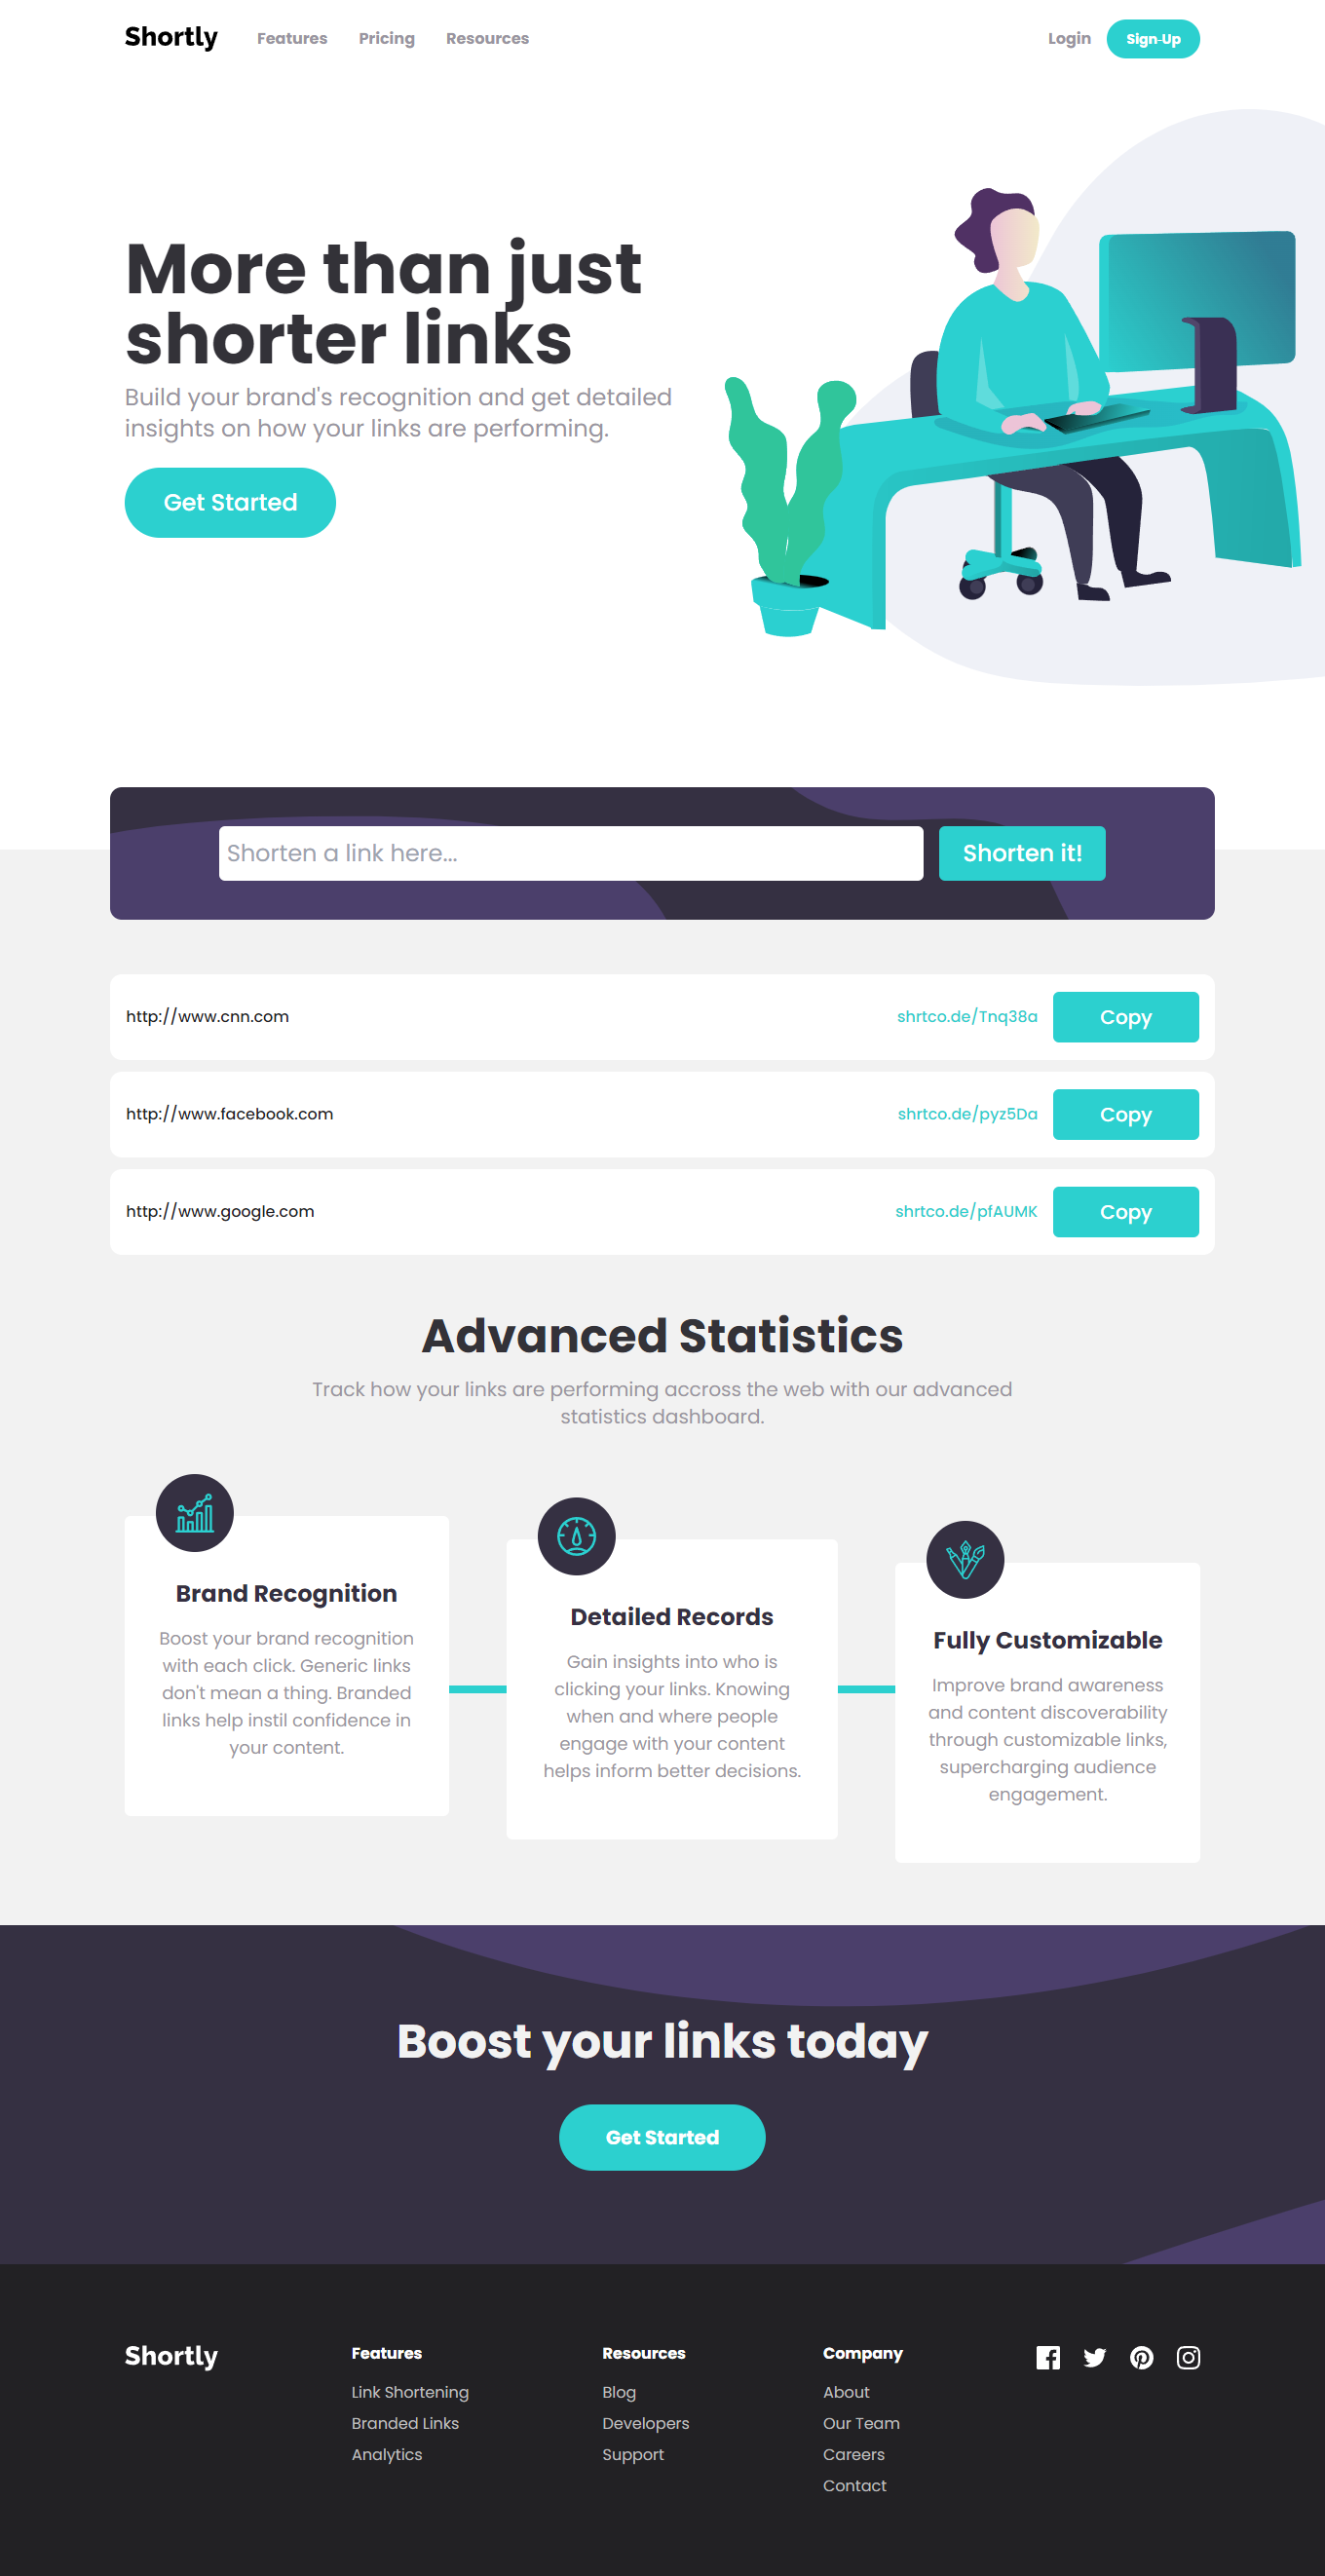 Shortly
Features
Pricing
Resources
Login
Sign-Up
More than just
shorter links
Build your brand's recognition and get detailed
insights on how your links are performing.
Get Started
Shorten a link here...
Shorten it!
http://www.cnn.com
shrtco.de/Tnq38a
Copy
http://www.facebook.com
shrtco.de/pyz5Da
Copy
http://www.google.com
shrtco.de/pfAUMK
Copy
Advanced Statistics
Track how your links are performing accross the web with our advanced
statistics dashboard.
Brand Recognition
Boost your brand recognition
with each click. Generic links
don't mean a thing. Branded
links help instil confidence in
your content.
Detailed Records
Gain insights into who is
clicking your links. Knowing
when and where people
engage with your content
helps inform better decisions.
Fully Customizable
Improve brand awareness
and content discoverability
through customizable links,
supercharging audience
engagement.
Boost your links today
Get Started
Shortly
Features
Link Shortening
Branded Links
Analytics
Resources
Blog
Developers
Support
Company
About
Our Team
Careers
Contact